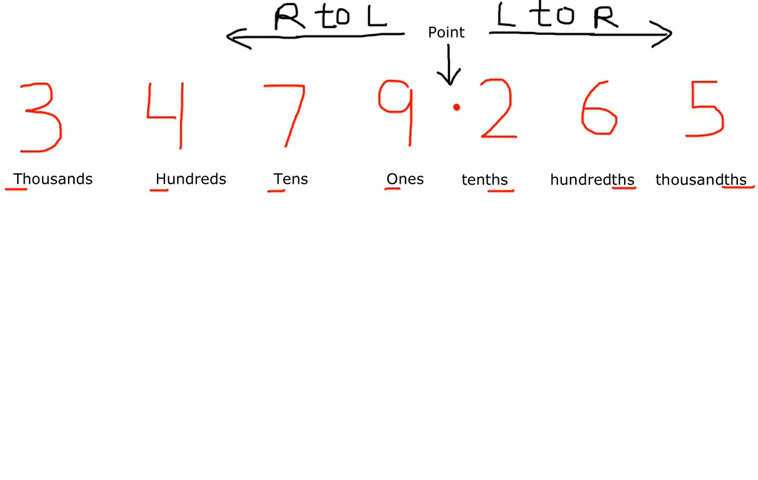 R to L Point L to R
3 4 7 9 . 2 6 5
Thousands Hundreds Tens Ones tenths hundredths thousandths